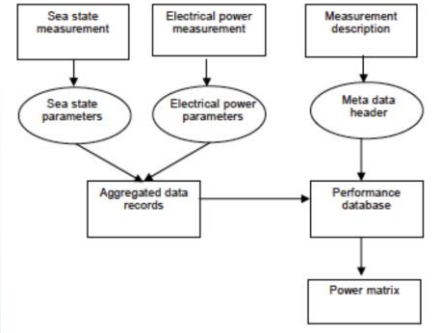 Sea state
measurement
Electrical power
measurement
Measurement
description
Sea state
parameters
Electrical power
parameters
Meta data
header
Aggregated data
records
Performance
database
Power matrix